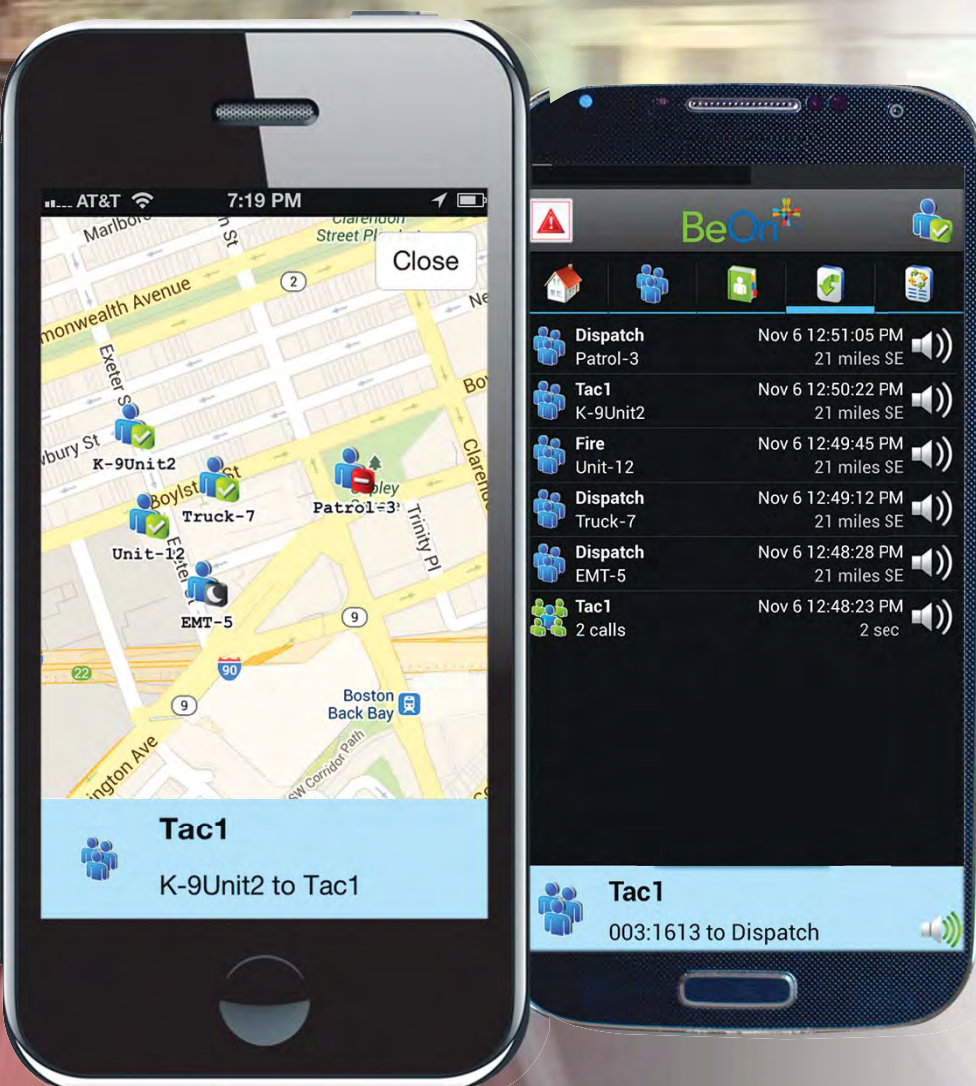 AT&T 7:19 PM
Marlboro
Clarendon
Street
Close
2
monwealth Avenue
Exeter S
wbury St
K-9Unit2
Boylst St
Truck-7
Unit-12
Exeter
EMT-5
Patrol-3
Trinity Pl
Claren
9
90
22
9
Boston
Back Bay
SW Corridor Path
ington Ave
Tac1
K-9Unit2 to Tac1
BeOn
Dispatch Nov 6 12:51:05 PM
Patrol-3 21 miles SE
Tac1 Nov 6 12:50:22 PM
K-9Unit2 21 miles SE
Fire Nov 6 12:49:45 PM
Unit-12 21 miles SE
Dispatch Nov 6 12:49:12 PM
Truck-7 21 miles SE
Dispatch Nov 6 12:48:28 PM
EMT-5 21 miles SE
Tac1 Nov 6 12:48:23 PM
2 calls 2 sec
Tac1
003:1613 to Dispatch